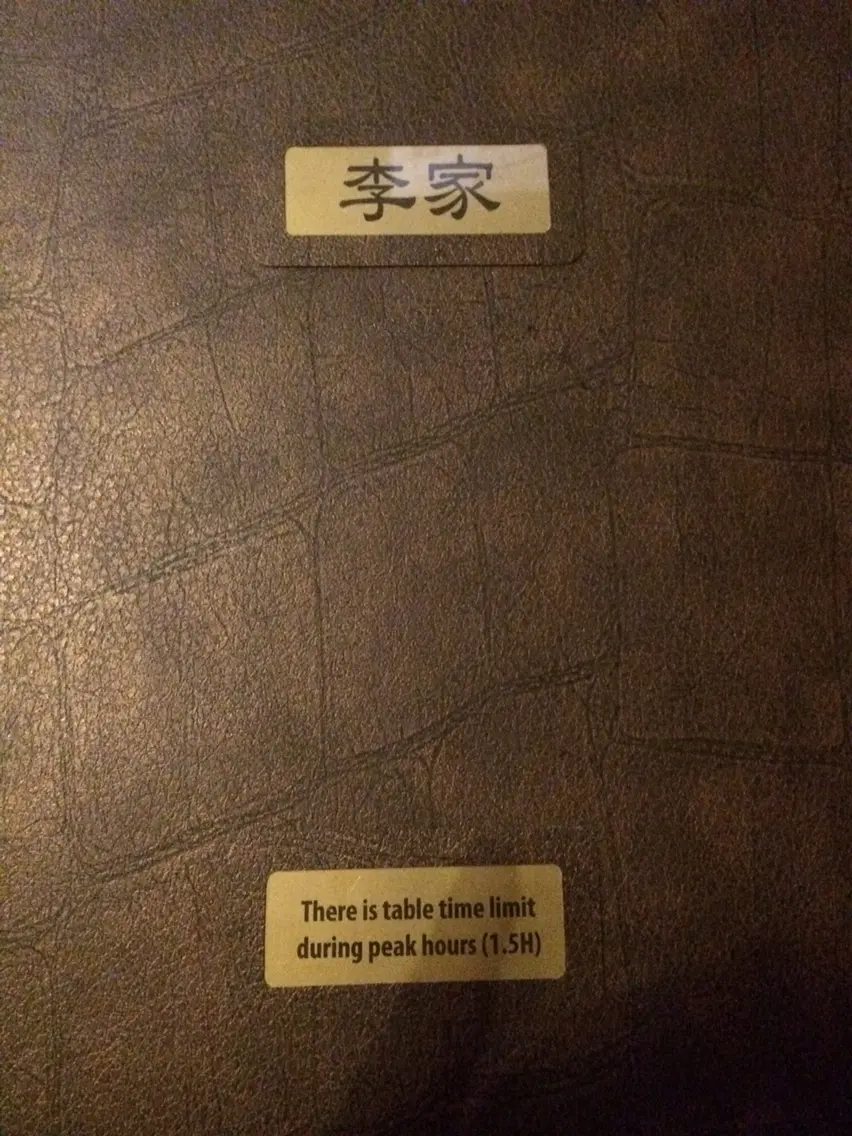 李家
There is table time limit
during peak hours (1.5H)